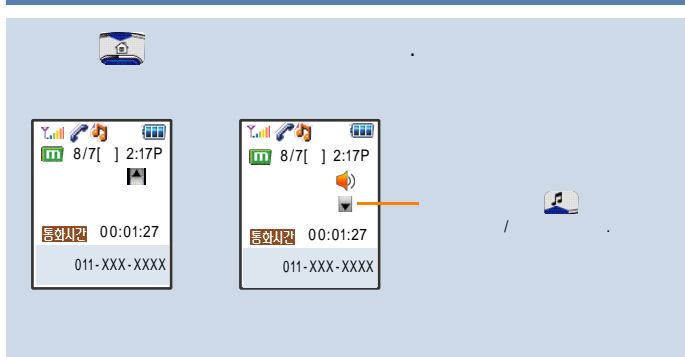 .
8/7[ ] 2:17P
통화시간 00:01:27
011-XXX-XXXX
m 8/7[ ] 2:17P
통화시간 00:01:27
011-XXX-XXXX
/ .